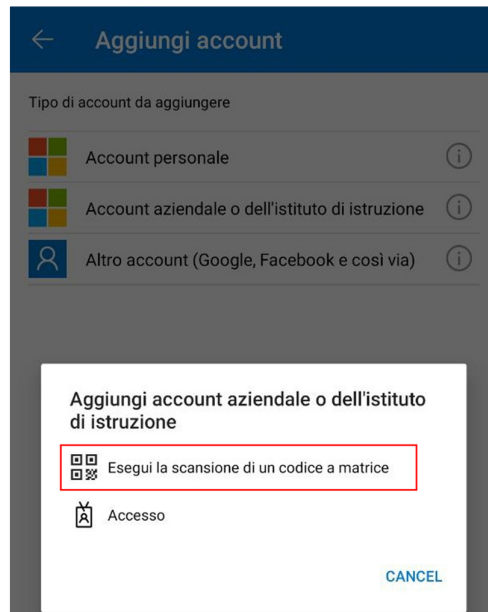 Aggiungi account
Tipo di account da aggiungere
Account personale
Account aziendale o dell'istituto di istruzione
Altro account (Google, Facebook e così via)
Aggiungi account aziendale o dell'istituto
di istruzione
Esegui la scansione di un codice a matrice
Accesso
CANCEL